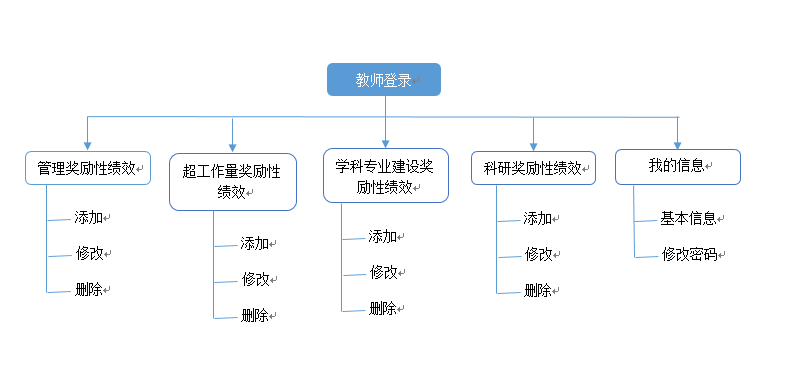 教师登录
管理奖励性绩效
添加
修改
删除
超工作量奖励性
绩效
添加
修改
删除
学科专业建设奖
励性绩效
添加
修改
删除
科研奖励性绩效
添加
修改
删除
我的信息
基本信息
修改密码